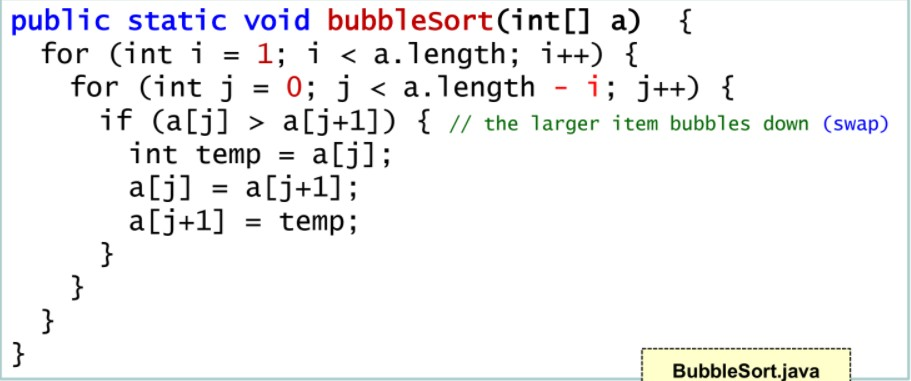 public static void bubbleSort(int[] a)  {
  for (int i = 1; i < a.length; i++) {
    for (int j = 0; j < a.length - i; j++) {
      if (a[j] > a[j+1]) { // the larger item bubbles down (swap)
        int temp = a[j];
        a[j] = a[j+1];
        a[j+1] = temp;
      }
    }
  }
}
BubbleSort.java